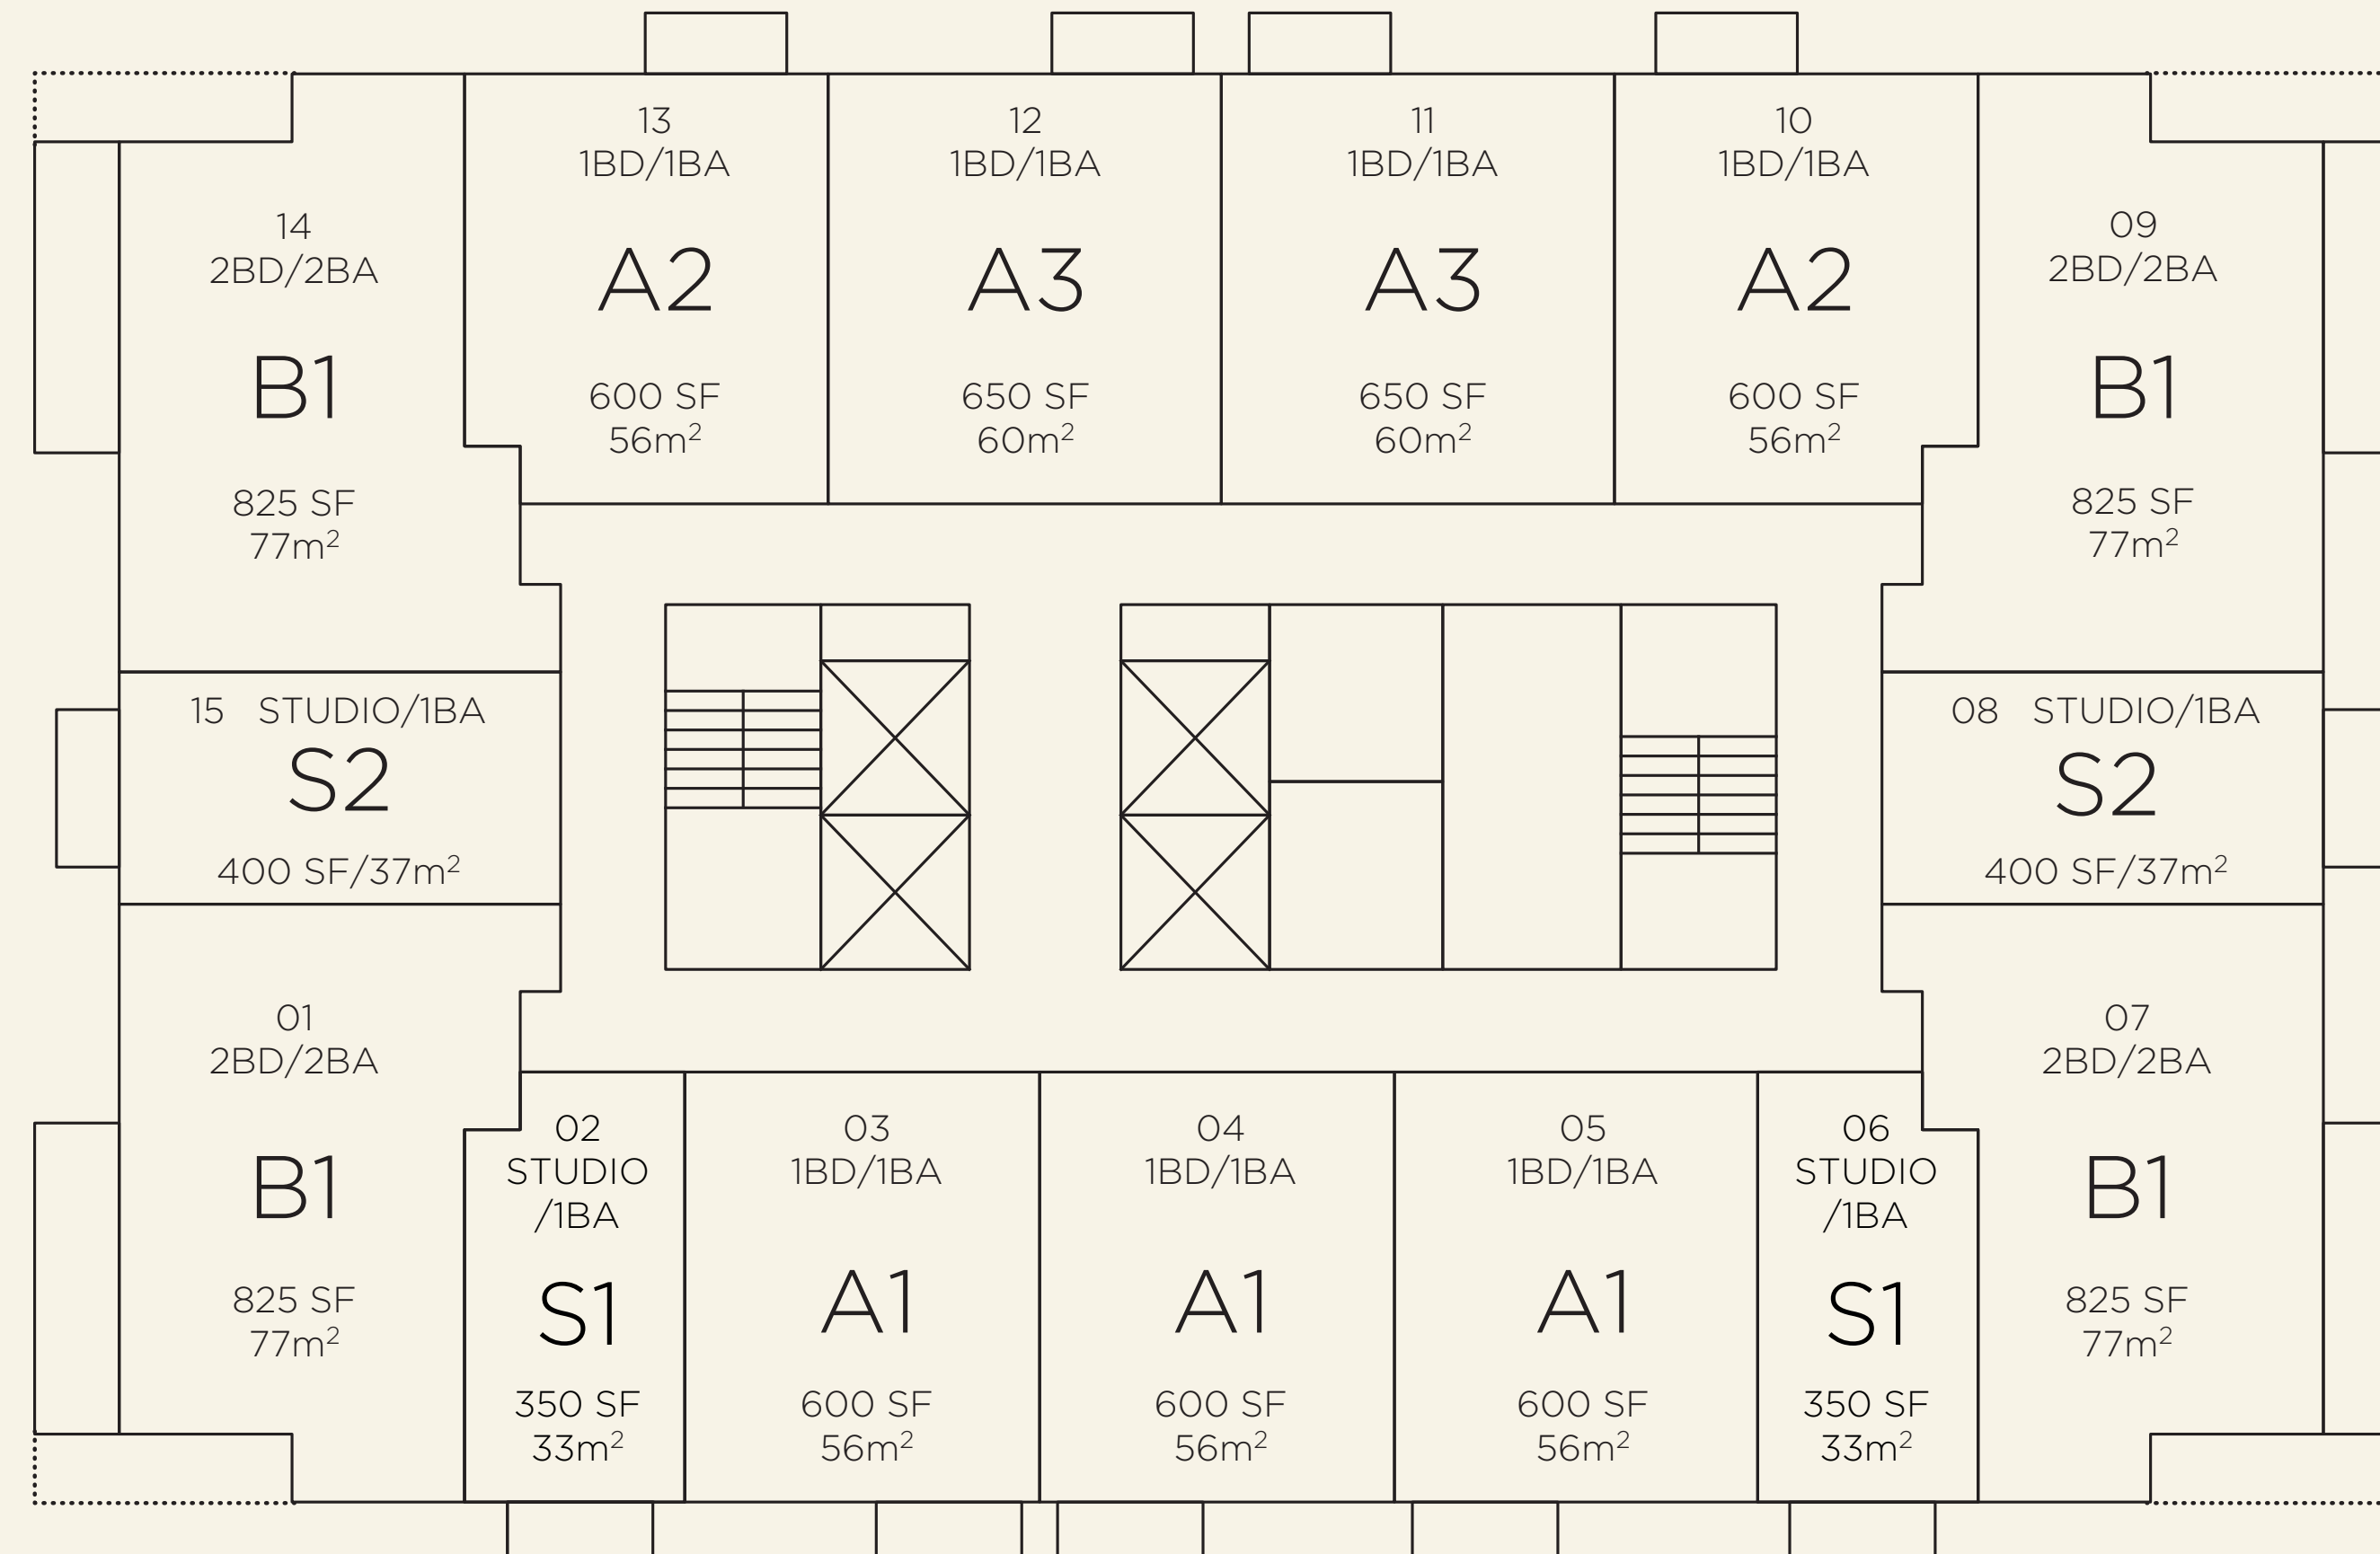 13
1BD/1BA
A2
600 SF
56m²
12
1BD/1BA
A3
650 SF
60m²
11
1BD/1BA
A3
650 SF
60m²
10
1BD/1BA
A2
600 SF
56m²
14
2BD/2BA
B1
825 SF
77m²
09
2BD/2BA
B1
825 SF
77m²
15 STUDIO/1BA
S2
400 SF/37m²
08 STUDIO/1BA
S2
400 SF/37m²
01
2BD/2BA
B1
825 SF
77m²
02
STUDIO
/1BA
S1
350 SF
33m²
03
1BD/1BA
A1
600 SF
56m²
04
1BD/1BA
A1
600 SF
56m²
05
1BD/1BA
A1
600 SF
56m²
06
STUDIO
/1BA
S1
350 SF
33m²
07
2BD/2BA
B1
825 SF
77m²